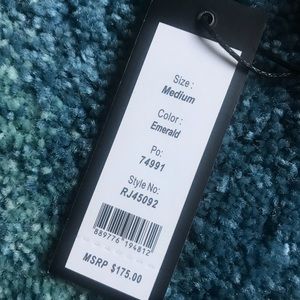 Size :
Medium
Color :
Emerald
Po:
74991
Style No:
RJ45092
889776 194812
MSRP $175.00